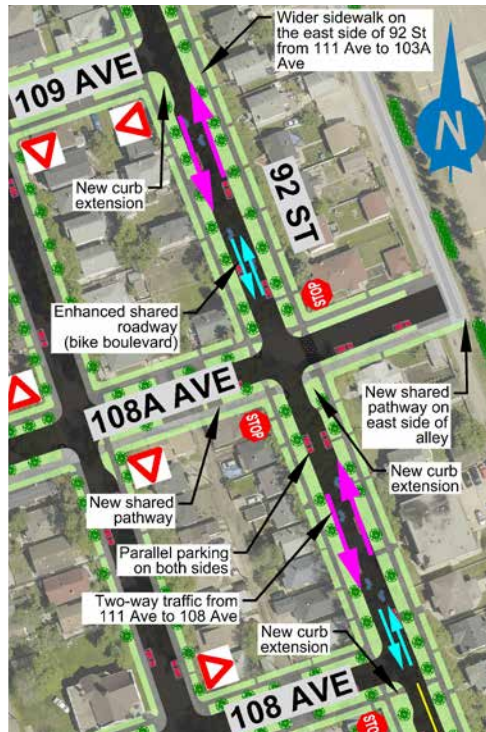 Wider sidewalk on
the east side of 92 St
from 111 Ave to 103A
Ave
109 AVE
N
New curb
extension
92 ST
STOP
Enhanced shared
roadway
(bike boulevard)
108A AVE
New shared
pathway on
east side of
alley
STOP
New curb
extension
New shared
pathway
Parallel parking
on both sides
Two-way traffic from
111 Ave to 108 Ave
New curb
extension
108 AVE
STOP